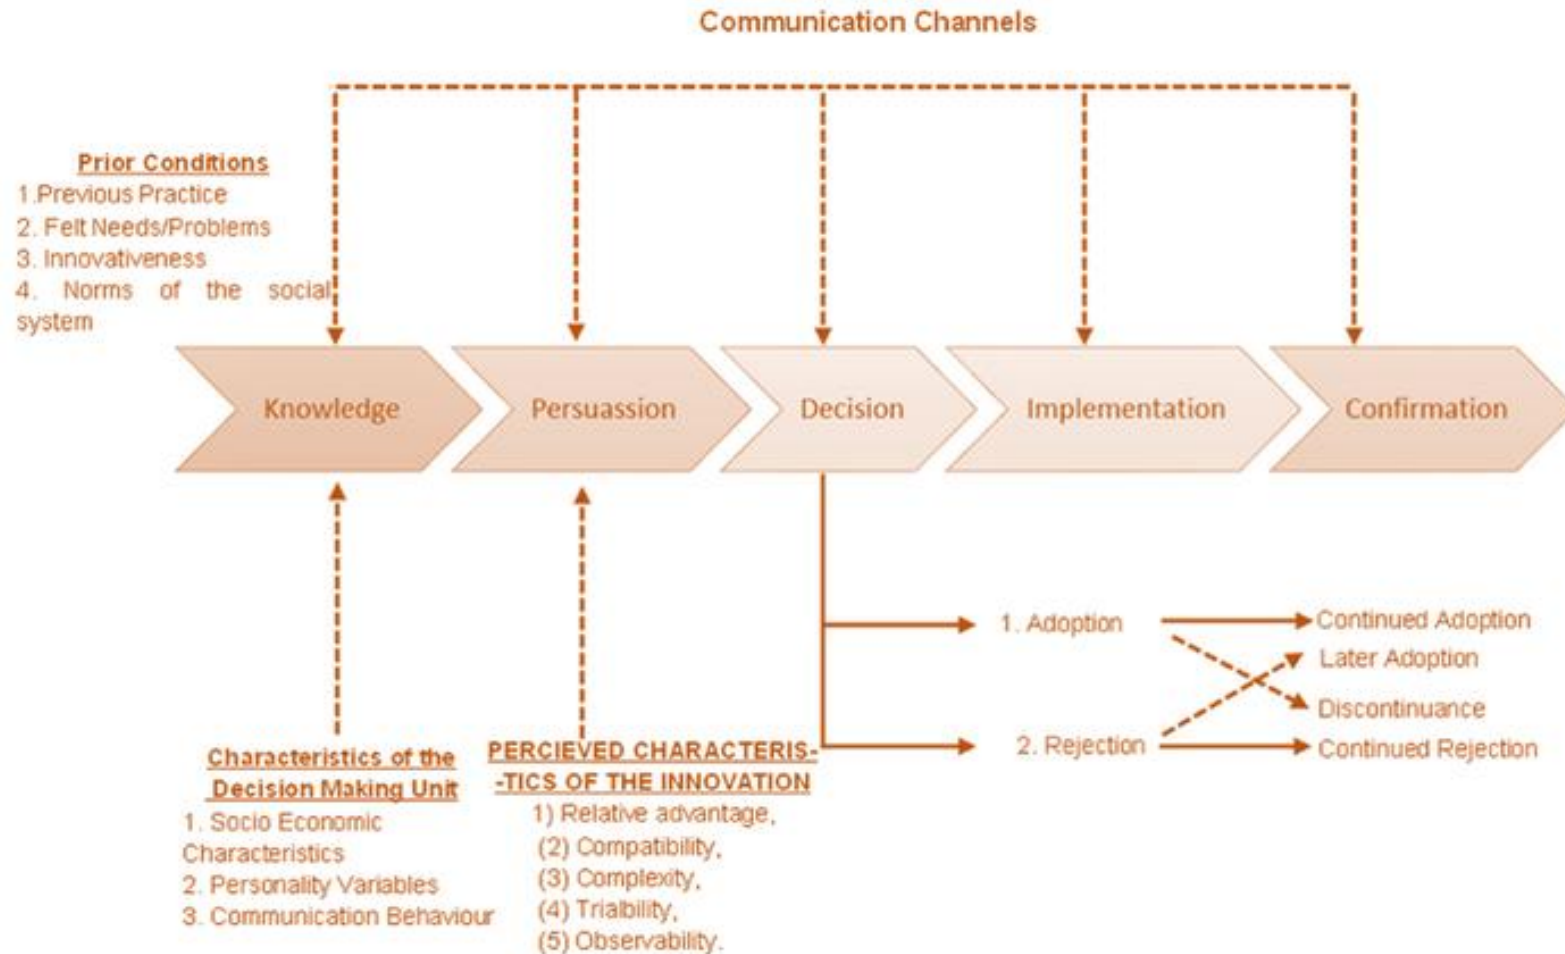 Communication Channels
Prior Conditions
1.Previous Practice
2. Felt Needs/Problems
3. Innovativeness
4. Norms of the social
system
Knowledge
Persuassion
Decision
Implementation
Confirmation
1. Adoption
Continued Adoption
Later Adoption
Discontinuance
2. Rejection
Continued Rejection
Characteristics of the
Decision Making Unit
1. Socio Economic
Characteristics
2. Personality Variables
3. Communication Behaviour
PERCIEVED CHARACTERIS-
-TICS OF THE INNOVATION
1) Relative advantage,
(2) Compatibility,
(3) Complexity,
(4) Trialbility,
(5) Observability.